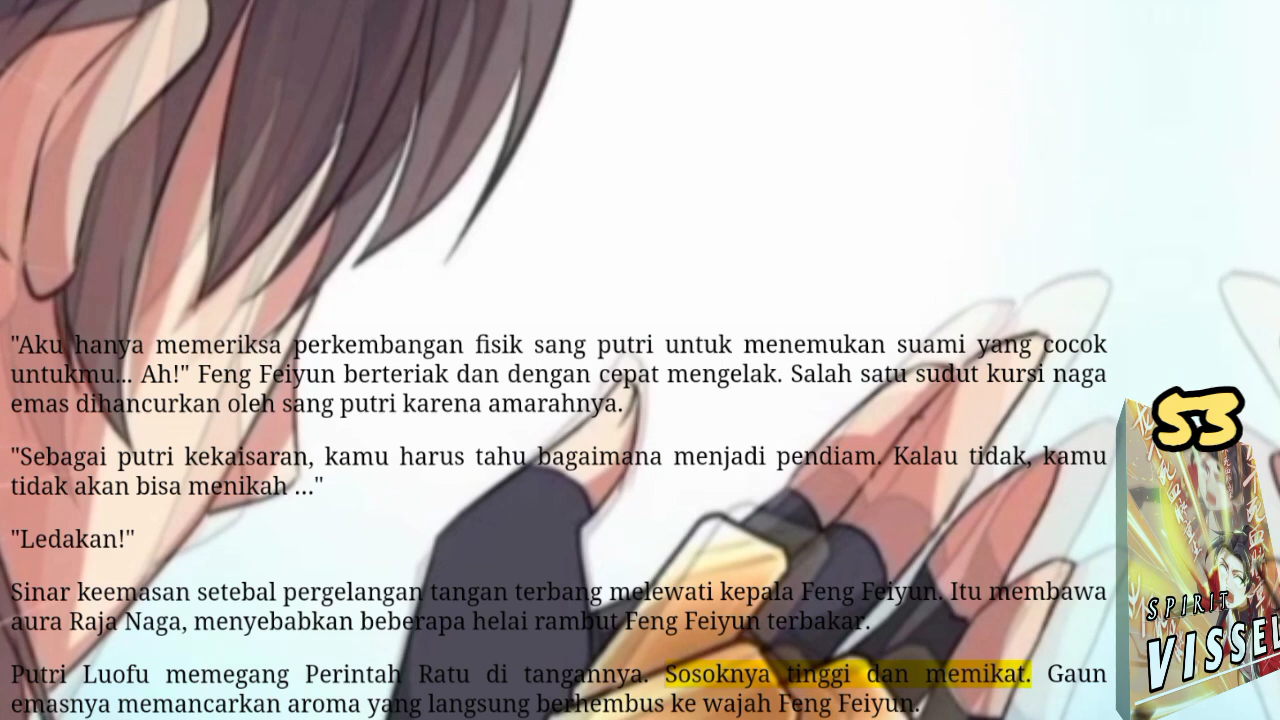 "Aku hanya memeriksa perkembangan fisik sang putri untuk menemukan suami yang cocok
untukmu... Ah!" Feng Feiyun berteriak dan dengan cepat mengelak. Salah satu sudut kursi naga
emas dihancurkan oleh sang putri karena amarahnya.
"Sebagai putri kekaisaran, kamu harus tahu bagaimana menjadi pendiam. Kalau tidak, kamu
tidak akan bisa menikah ..."
"Ledakan!"
Sinar keemasan setebal pergelangan tangan terbang melewati kepala Feng Feiyun. Itu membawa
aura Raja Naga, menyebabkan beberapa helai rambut Feng Feiyun terbakar.
Putri Luofu memegang Perintah Ratu di tangannya. Sosoknya tinggi dan memikat. Gaun
emasnya memancarkan aroma yang langsung berhembus ke wajah Feng Feiyun.
53
SPIRIT
VISSEL